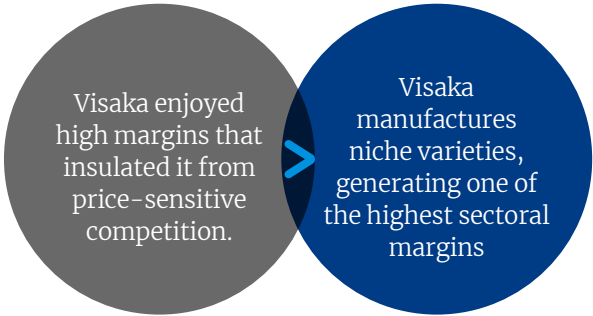 Visaka enjoyed
high margins that
insulated it from
price-sensitive
competition.
Visaka
manufactures
niche varieties,
generating one of
the highest sectoral
margins